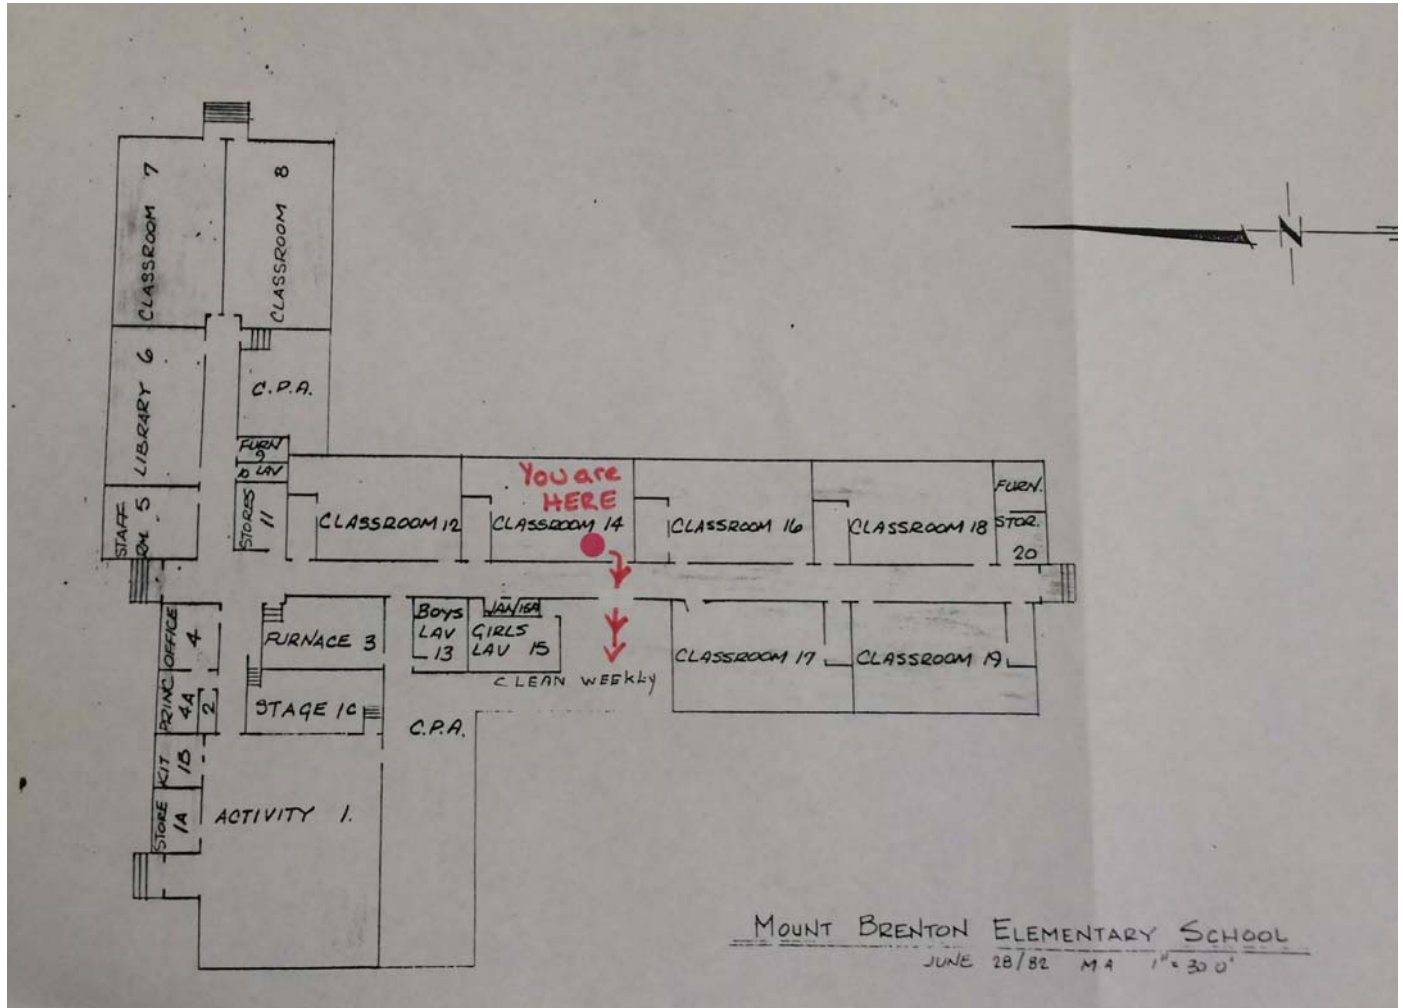 CLASSROOM 7
CLASSROOM 8
N
LIBRARY 6
C.P.A.
FURN
9
10 LAV
STORES
11
STAFF
RM. 5
You are
HERE
CLASSROOM 12
CLASSROOM 14
CLASSROOM 16
CLASSROOM 18
FURN.
STOR.
20
OFFICE
4
FURNACE 3
BOYS
LAV
13
JAN 15A
GIRLS
LAV 15
CLASSROOM 17
CLASSROOM 19
CLEAN WEEKLY
PRINC
4A
2
STAGE 1C
C.P.A.
KIT
1B
STORE
1A
ACTIVITY 1.
MOUNT BRENTON ELEMENTARY SCHOOL
JUNE 28/82 M.A 1"= 30 0'